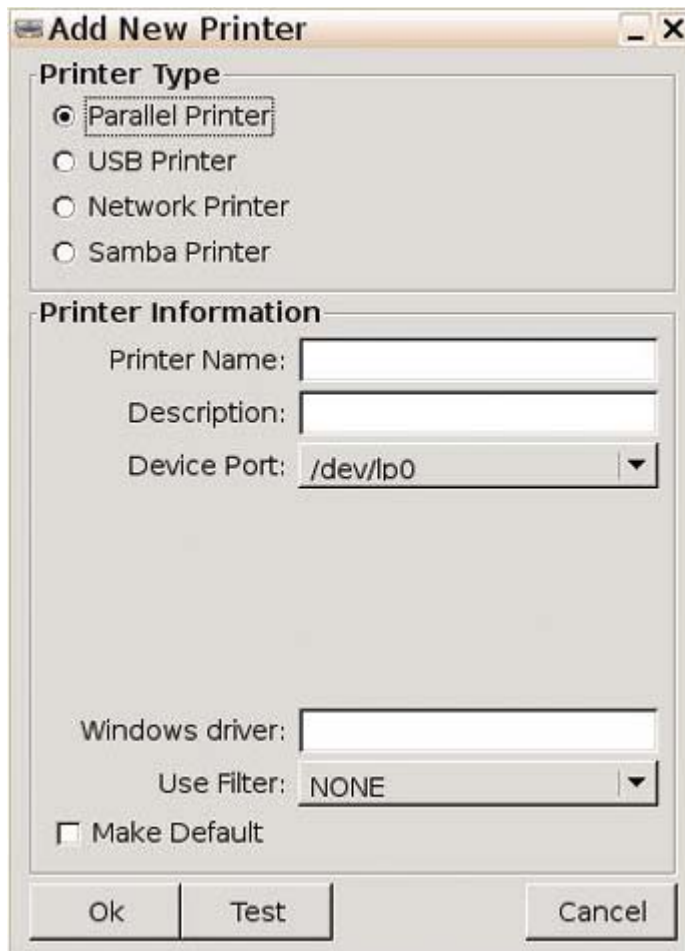 Add New Printer
Printer Type
Parallel Printer
USB Printer
Network Printer
Samba Printer
Printer Information
Printer Name:
Description:
Device Port: /dev/lp0
Windows driver:
Use Filter: NONE
Make Default
Ok Test Cancel